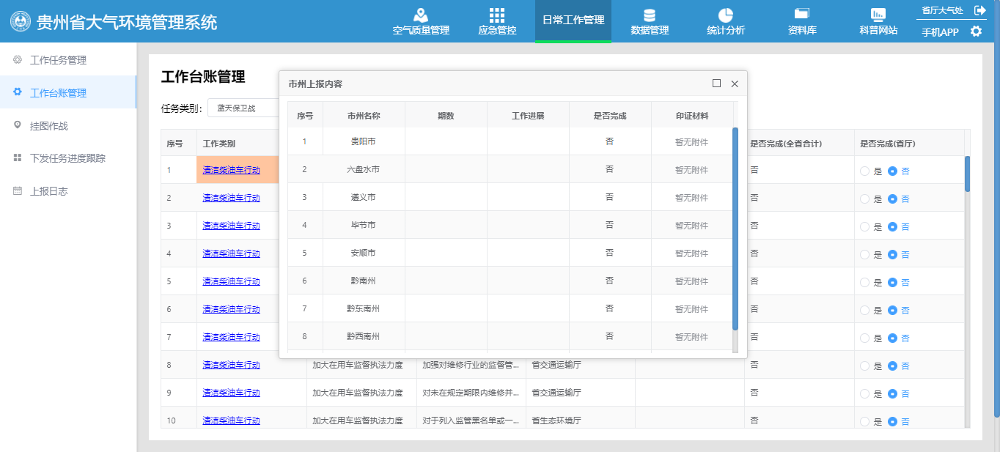 贵州省大气环境管理系统
空气质量管理
应急管控
日常工作管理
数据管理
统计分析
资料库
科普网站
省厅大气处
手机APP
工作任务管理
工作台账管理
挂图作战
下发任务进度跟踪
上报日志
工作台账管理
任务类别: 蓝天保卫战
市州上报内容
序号 市州名称 期数 工作进展 是否完成 印证材料
1 贵阳市 否 暂无附件
2 六盘水市 否 暂无附件
3 遵义市 否 暂无附件
4 毕节市 否 暂无附件
5 安顺市 否 暂无附件
6 黔南州 否 暂无附件
7 黔东南州 否 暂无附件
8 黔西南州 否 暂无附件
序号 工作类别 是否完成(全省合计) 是否完成(省厅)
1 清洁柴油车行动 否 是 否
2 清洁柴油车行动 否 是 否
3 清洁柴油车行动 否 是 否
4 清洁柴油车行动 否 是 否
5 清洁柴油车行动 否 是 否
6 清洁柴油车行动 否 是 否
7 清洁柴油车行动 否 是 否
8 清洁柴油车行动 加大在用车监督执法力度 加强对维修行业的监督管... 省交通运输厅 否 是 否
9 清洁柴油车行动 加大在用车监督执法力度 对未在规定期限内维修并... 省交通运输厅 否 是 否
10 清洁柴油车行动 加大在用车监督执法力度 对于列入监管黑名单或一... 省生态环境厅 否 是 否